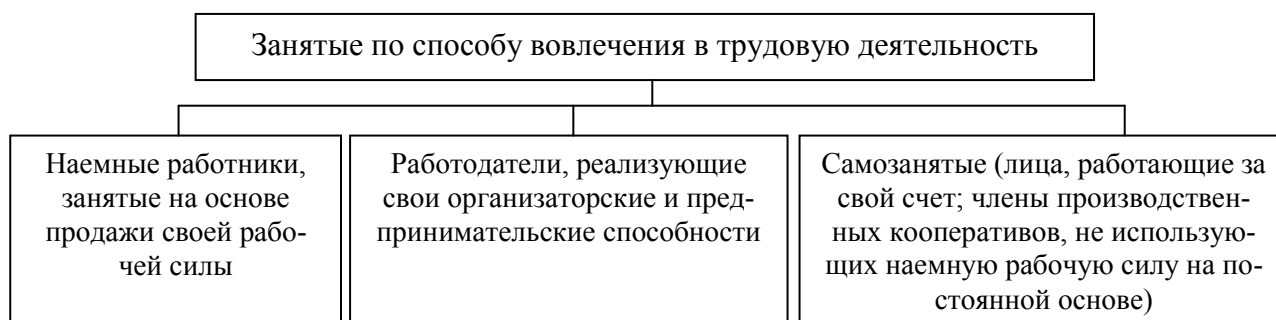 Занятые по способу вовлечения в трудовую деятельность
Наемные работники,
занятые на основе
продажи своей рабо-
чей силы
Работодатели, реализующие
свои организаторские и пред-
принимательские способности
Самозанятые (лица, работающие за
свой счет; члены производствен-
ных кооперативов, не использую-
щих наемную рабочую силу на по-
стоянной основе)